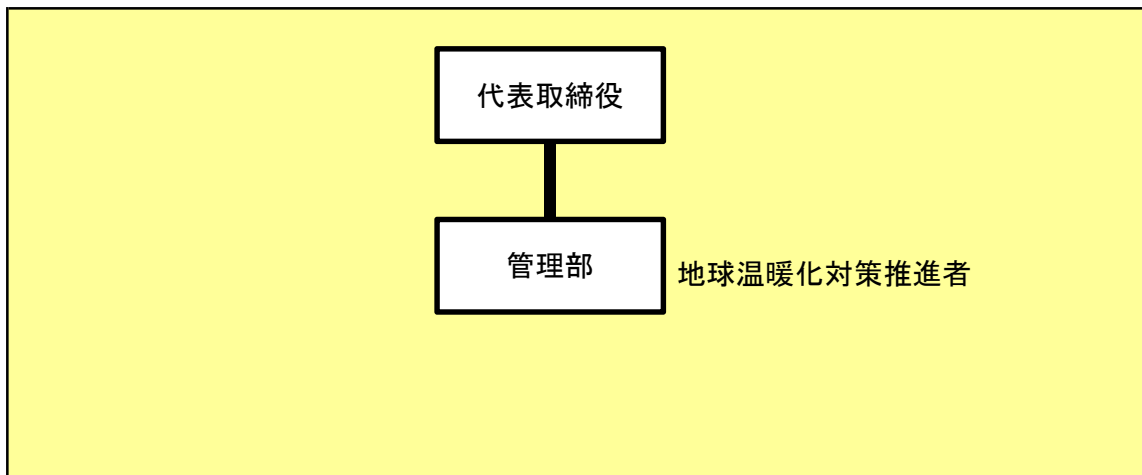 代表取締役
管理部
地球温暖化対策推進者